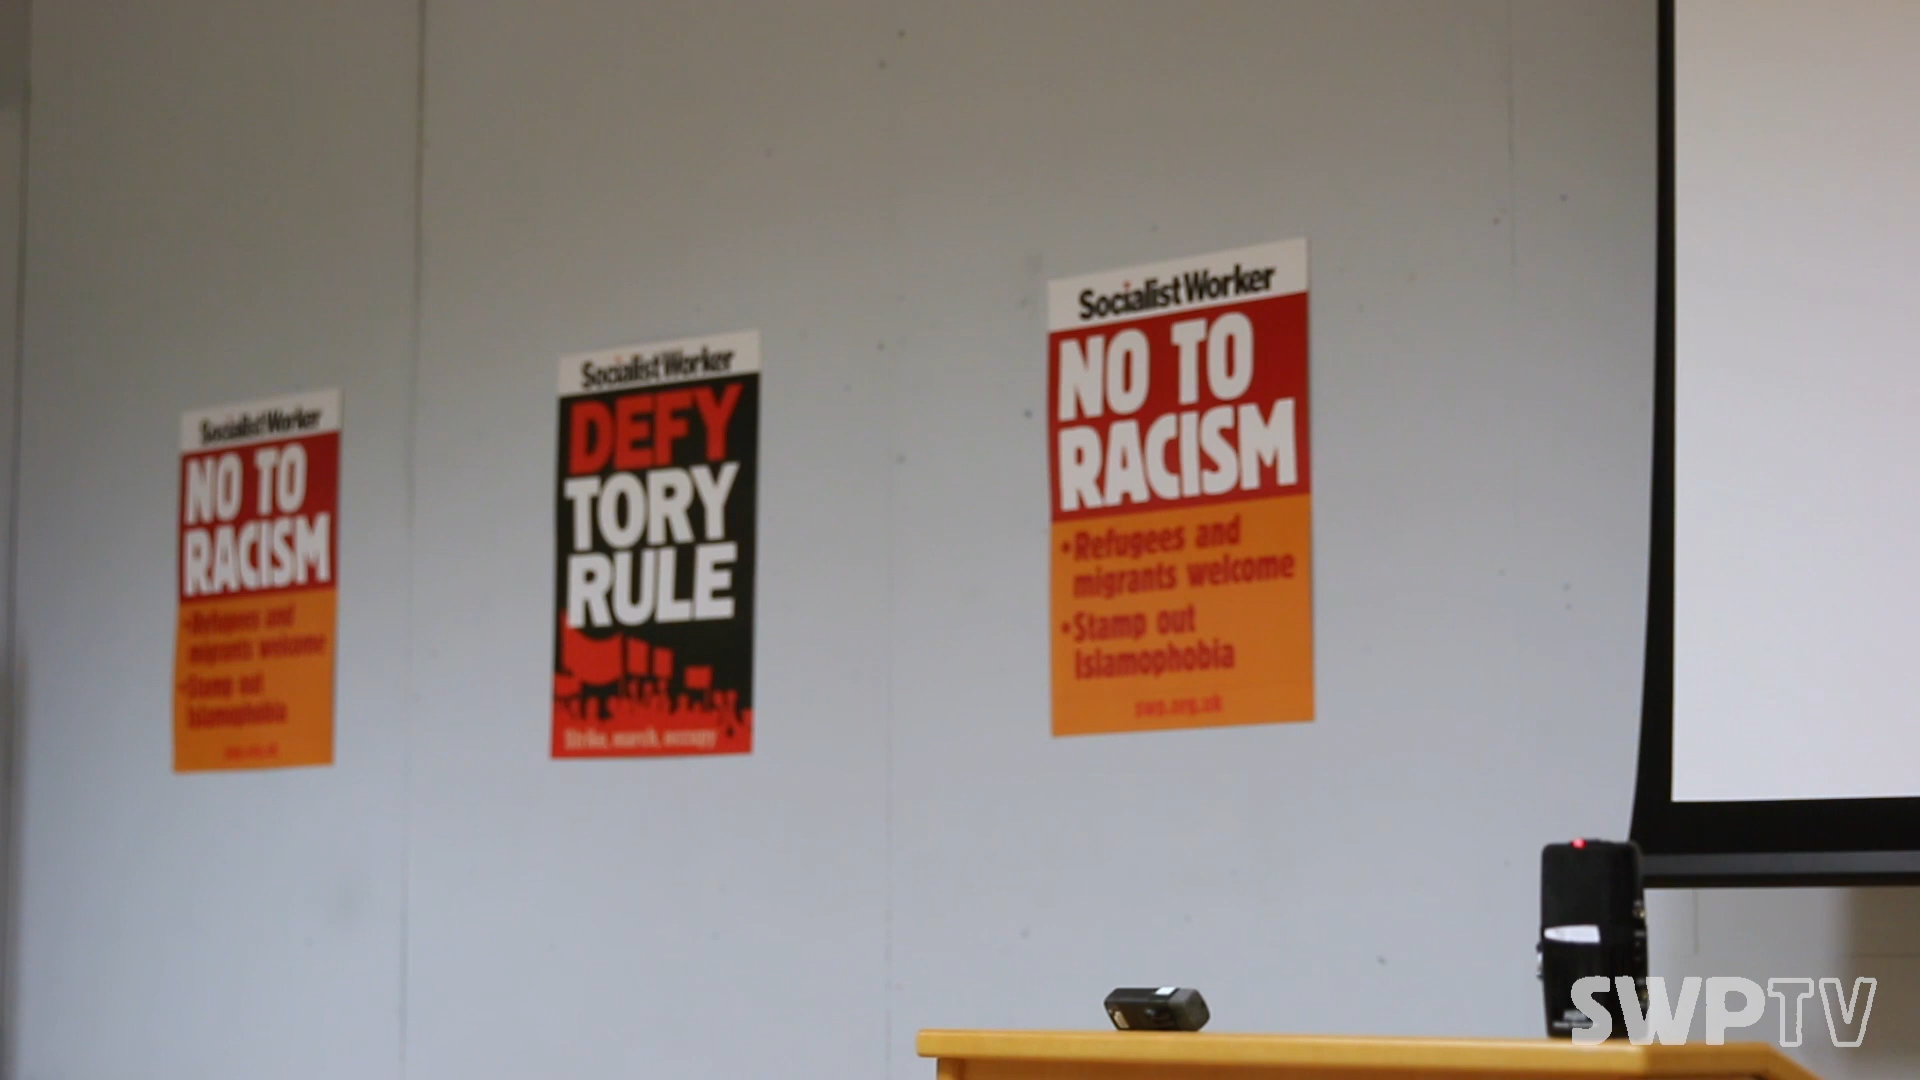 Socialist Worker
NO TO
RACISM
• Refugees and
migrants welcome
• Stamp out
Islamophobia
Socialist Worker
DEFY
TORY
RULE
Strike, march, occupy
Socialist Worker
NO TO
RACISM
• Refugees and
migrants welcome
• Stamp out
Islamophobia
swp.org.uk
SWPTV